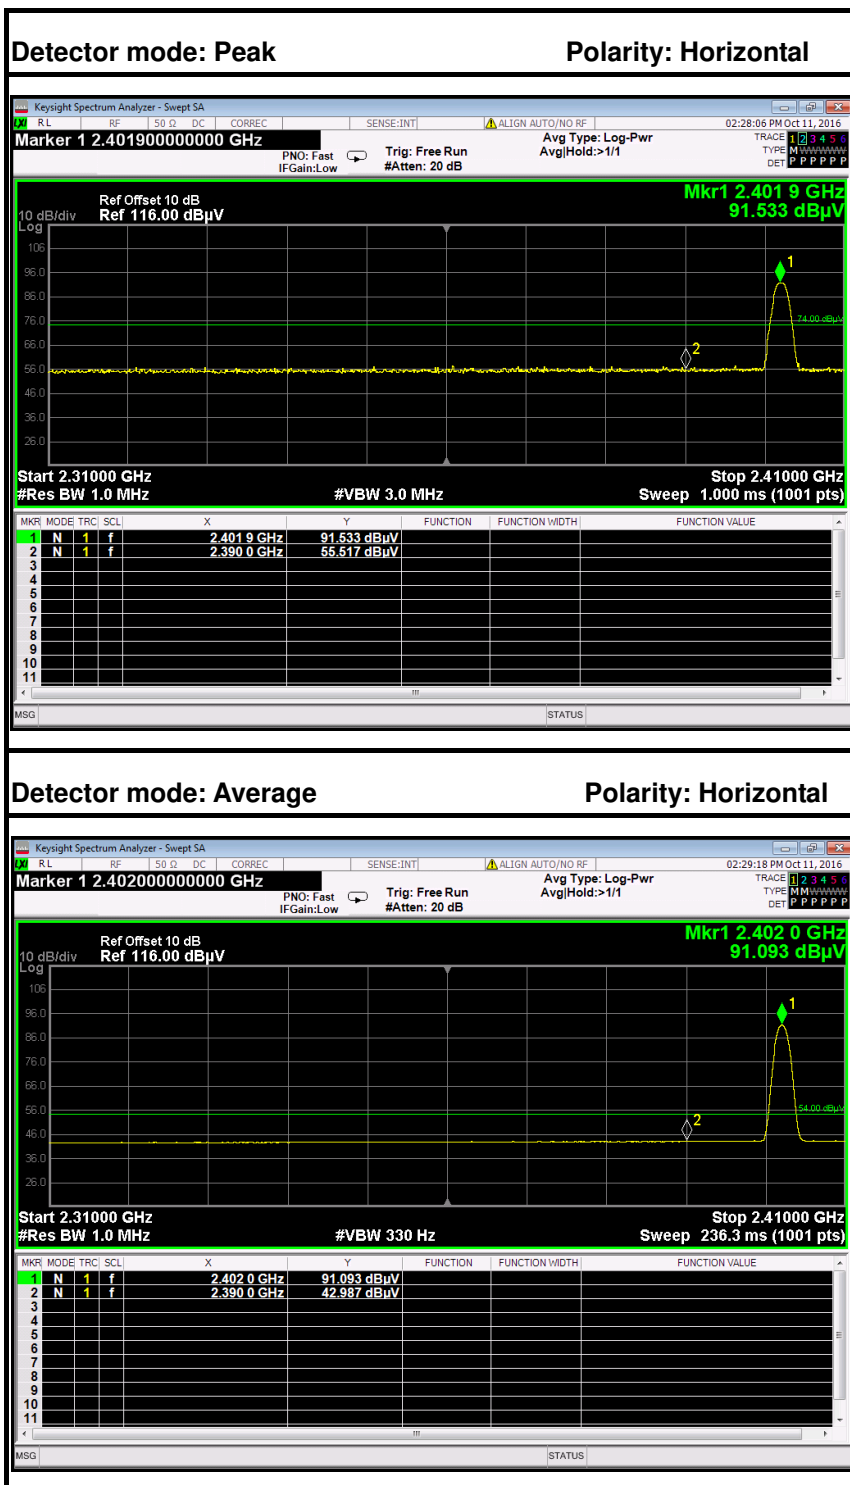 Detector mode: Peak Polarity: Horizontal
Keysight Spectrum Analyzer - Swept SA
LXI RL RF 50 Ω DC CORREC SENSE:INT ALIGN AUTO/NO RF 02:28:06 PM Oct 11, 2016
Marker 1 2.401900000000 GHz
PNO: Fast
IFGain:Low
Trig: Free Run
#Atten: 20 dB
Avg Type: Log-Pwr
Avg|Hold:>1/1
TRACE 1 2 3 4 5 6
TYPE M WWWWW
DET P P P P P P
Mkr1 2.401 9 GHz
91.533 dBµV
Ref Offset 10 dB
10 dB/div Ref 116.00 dBµV
Log
106
96.0
86.0
76.0
66.0
56.0
46.0
36.0
26.0
1
74.00 dBµV
2
Start 2.31000 GHz Stop 2.41000 GHz
#Res BW 1.0 MHz #VBW 3.0 MHz Sweep 1.000 ms (1001 pts)
MKR MODE TRC SCL X Y FUNCTION FUNCTION WIDTH FUNCTION VALUE
1 N 1 f 2.401 9 GHz 91.533 dBµV
2 N 1 f 2.390 0 GHz 55.517 dBµV
3
4
5
6
7
8
9
10
11
MSG STATUS
Detector mode: Average Polarity: Horizontal
Keysight Spectrum Analyzer - Swept SA
LXI RL RF 50 Ω DC CORREC SENSE:INT ALIGN AUTO/NO RF 02:29:18 PM Oct 11, 2016
Marker 1 2.402000000000 GHz
PNO: Fast
IFGain:Low
Trig: Free Run
#Atten: 20 dB
Avg Type: Log-Pwr
Avg|Hold:>1/1
TRACE 1 2 3 4 5 6
TYPE M M WWWW
DET P P P P P P
Mkr1 2.402 0 GHz
91.093 dBµV
Ref Offset 10 dB
10 dB/div Ref 116.00 dBµV
Log
106
96.0
86.0
76.0
66.0
56.0
46.0
36.0
26.0
1
54.00 dBµV
2
Start 2.31000 GHz Stop 2.41000 GHz
#Res BW 1.0 MHz #VBW 330 Hz Sweep 236.3 ms (1001 pts)
MKR MODE TRC SCL X Y FUNCTION FUNCTION WIDTH FUNCTION VALUE
1 N 1 f 2.402 0 GHz 91.093 dBµV
2 N 1 f 2.390 0 GHz 42.987 dBµV
3
4
5
6
7
8
9
10
11
MSG STATUS